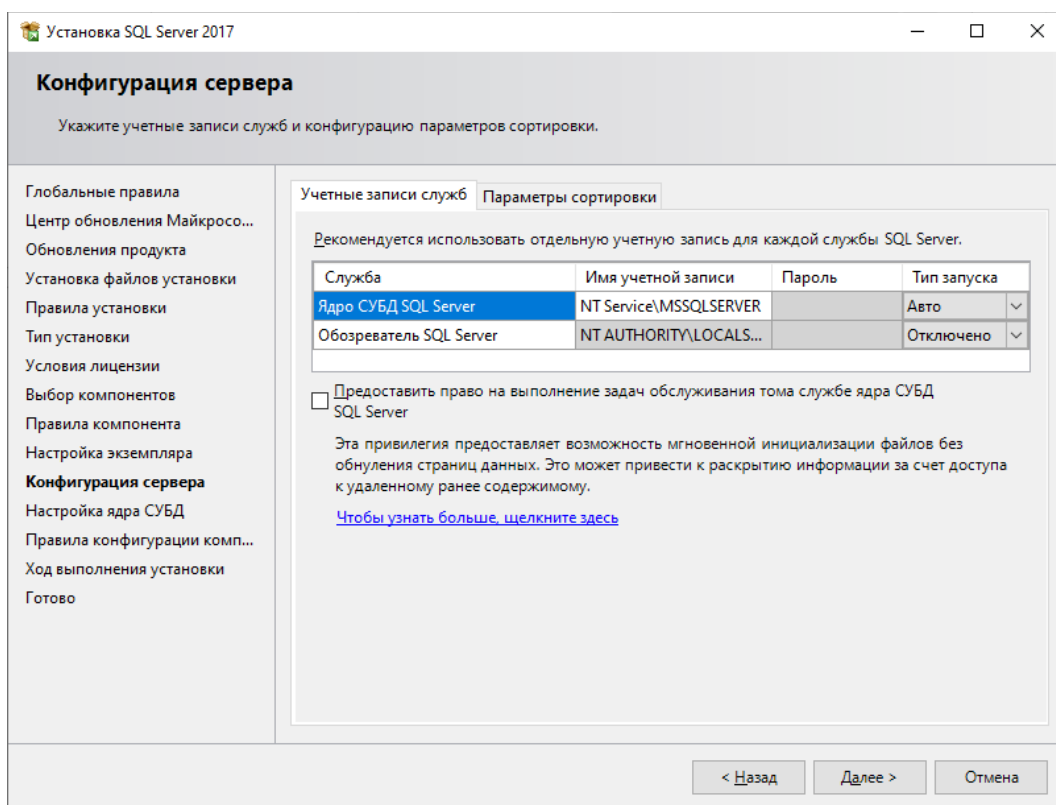 Установка SQL Server 2017
Конфигурация сервера
Укажите учетные записи служб и конфигурацию параметров сортировки.
Глобальные правила
Центр обновления Майкросо...
Обновления продукта
Установка файлов установки
Правила установки
Тип установки
Условия лицензии
Выбор компонентов
Правила компонента
Настройка экземпляра
Конфигурация сервера
Настройка ядра СУБД
Правила конфигурации комп...
Ход выполнения установки
Готово
Учетные записи служб Параметры сортировки
Рекомендуется использовать отдельную учетную запись для каждой службы SQL Server.
Служба Имя учетной записи Пароль Тип запуска
Ядро СУБД SQL Server NT Service\MSSQLSERVER Авто
Обозреватель SQL Server NT AUTHORITY\LOCALS... Отключено
Предоставить право на выполнение задач обслуживания тома службе ядра СУБД
SQL Server
Эта привилегия предоставляет возможность мгновенной инициализации файлов без
обнуления страниц данных. Это может привести к раскрытию информации за счет доступа
к удаленному ранее содержимому.
Чтобы узнать больше, щелкните здесь
< Назад Далее > Отмена